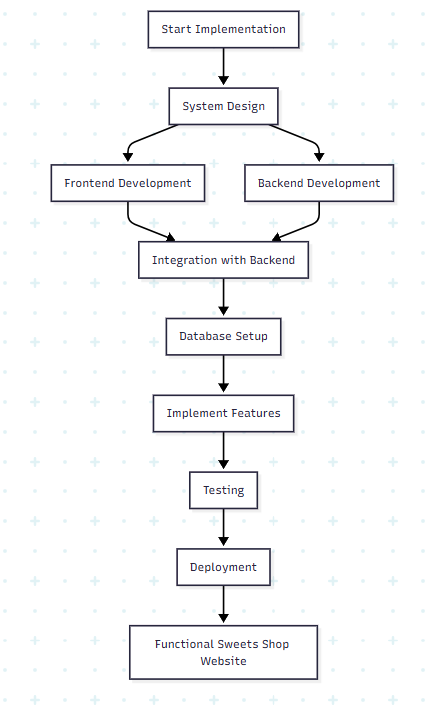 Start Implementation
System Design
Frontend Development
Backend Development
Integration with Backend
Database Setup
Implement Features
Testing
Deployment
Functional Sweets Shop
Website